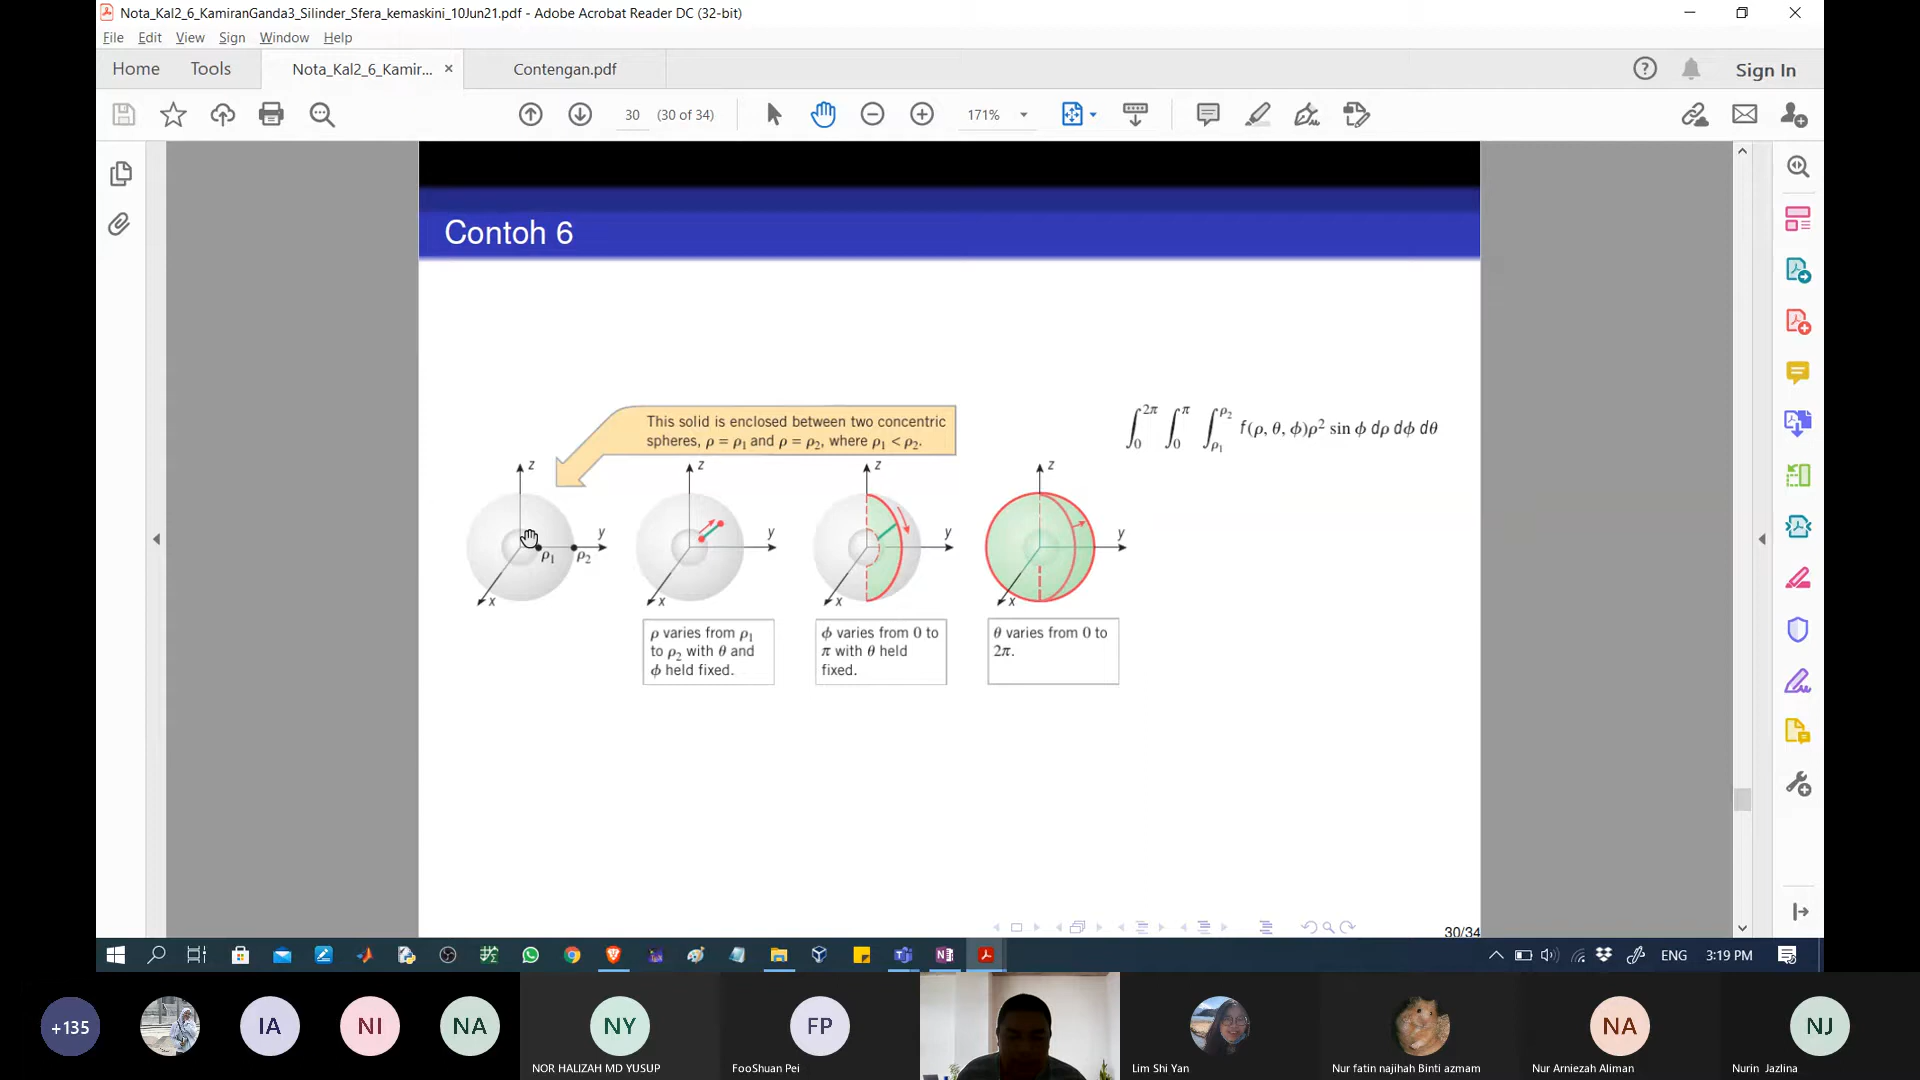 Nota_Kal2_6_KamiranGanda3_Silinder_Sfera_kemaskini_10Jun21.pdf - Adobe Acrobat Reader DC (32-bit)
File Edit View Sign Window Help
Home Tools Nota_Kal2_6_Kamir... × Contengan.pdf Sign In
30 (30 of 34) 171%
Contoh 6
This solid is enclosed between two concentric
spheres, ρ = ρ₁ and ρ = ρ₂, where ρ₁ < ρ₂.
∫₀^2π ∫₀^π ∫_ρ₁^ρ₂ f(ρ, θ, ϕ)ρ² sin ϕ dρ dϕ dθ
z z z z
y y y y
ρ₁ ρ₂
x x x x
ρ varies from ρ₁
to ρ₂ with θ and
ϕ held fixed.
ϕ varies from 0 to
π with θ held
fixed.
θ varies from 0 to
2π.
30/34
ENG 3:19 PM
+135 IA NI NA NY FP NA NJ
NOR HALIZAH MD YUSUP FooShuan Pei Lim Shi Yan Nur fatin najihah Binti azmam Nur Arniezah Aliman Nurin Jazlina